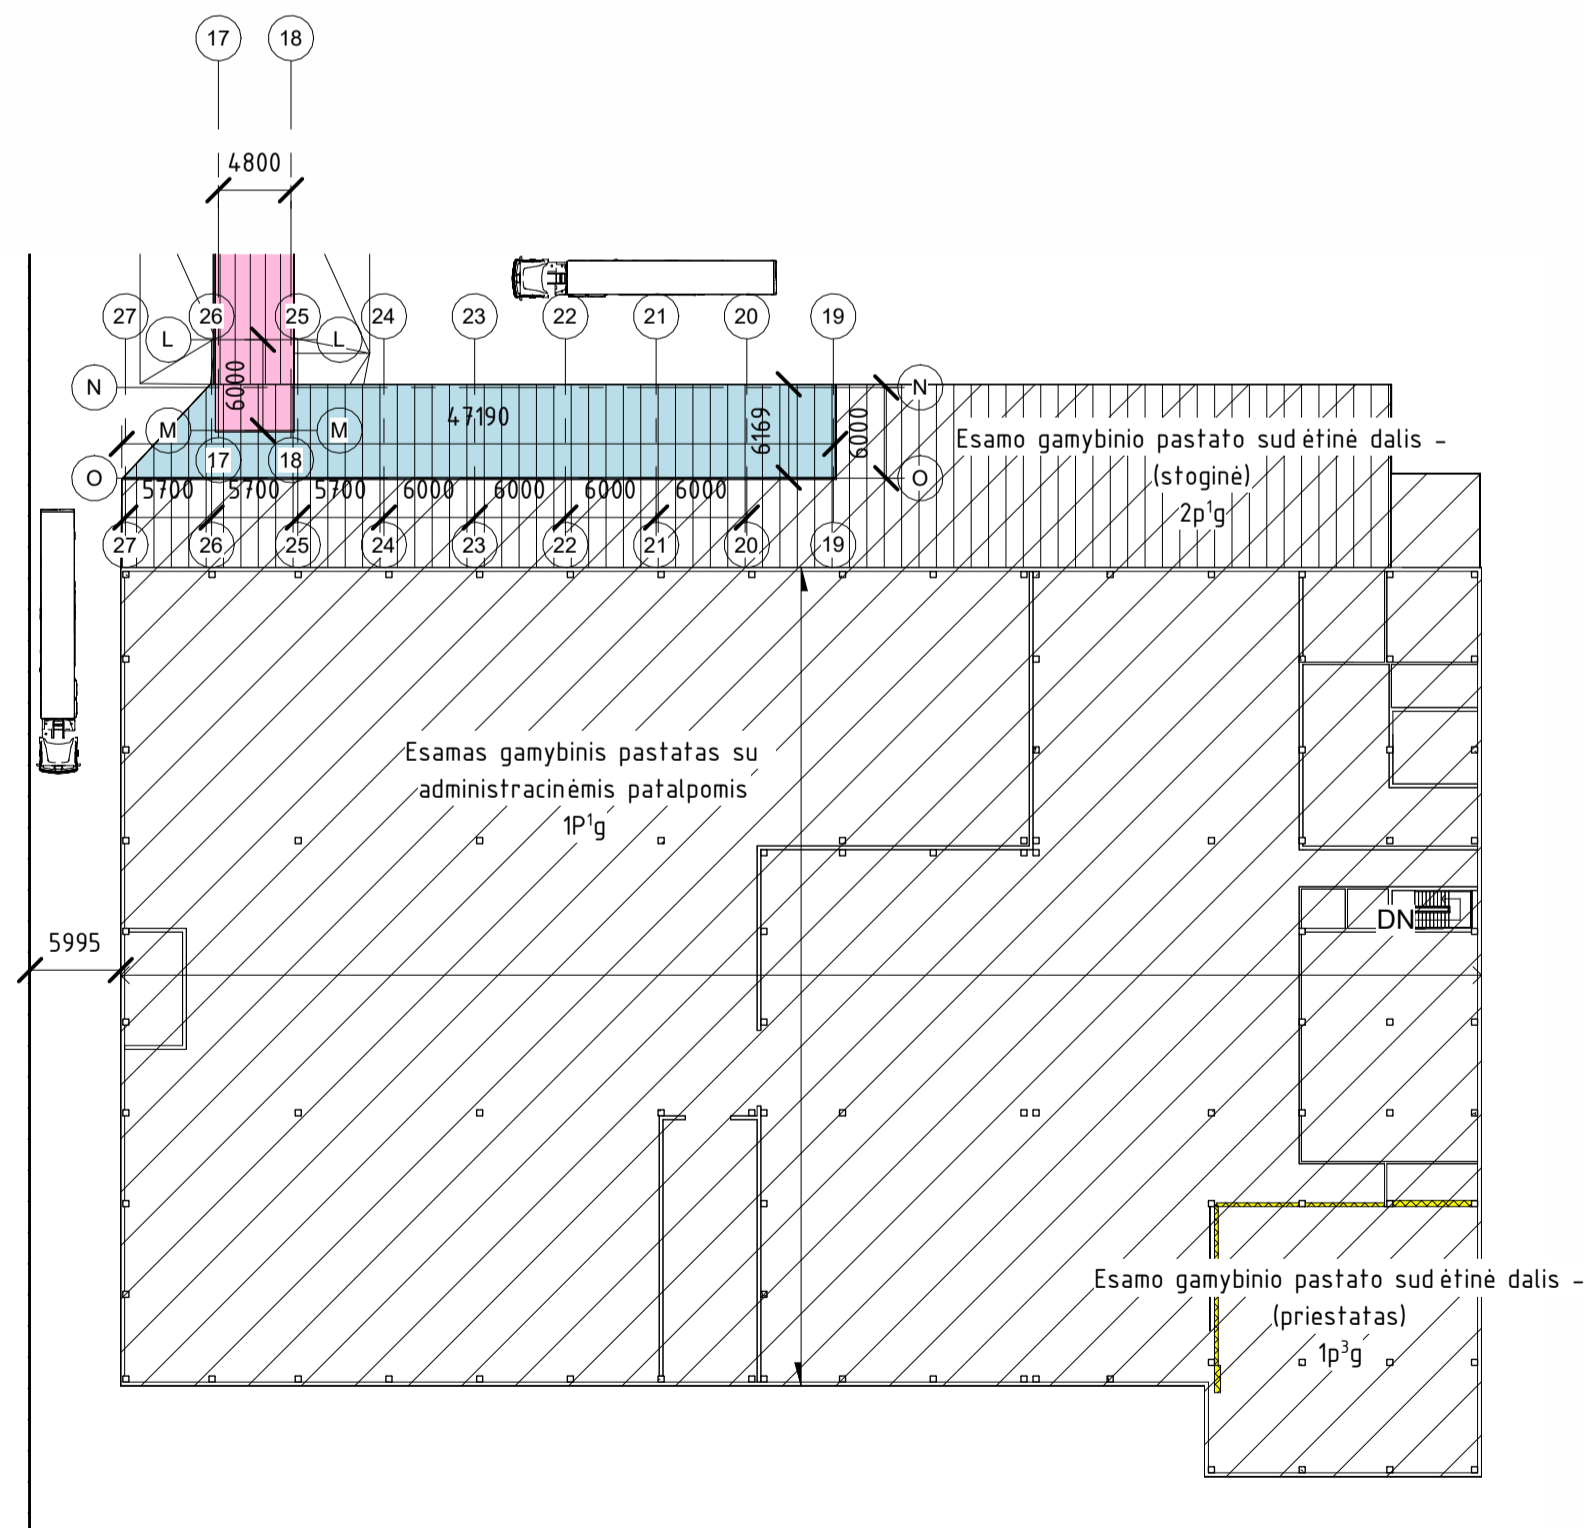 17 18
4800
27 26 25 24 23 22 21 20 19
L L
N N
6000
47190
6169
6000
M M
17 18
O O
5700 5700 5700 6000 6000 6000 6000
27 26 25 24 23 22 21 20 19
Esamo gamybinio pastato sudėtinė dalis -
(stoginė)
2p¹g
Esamas gamybinis pastatas su
administracinėmis patalpomis
1P¹g
DN
5995
Esamo gamybinio pastato sudėtinė dalis -
(priestatas)
1p³g